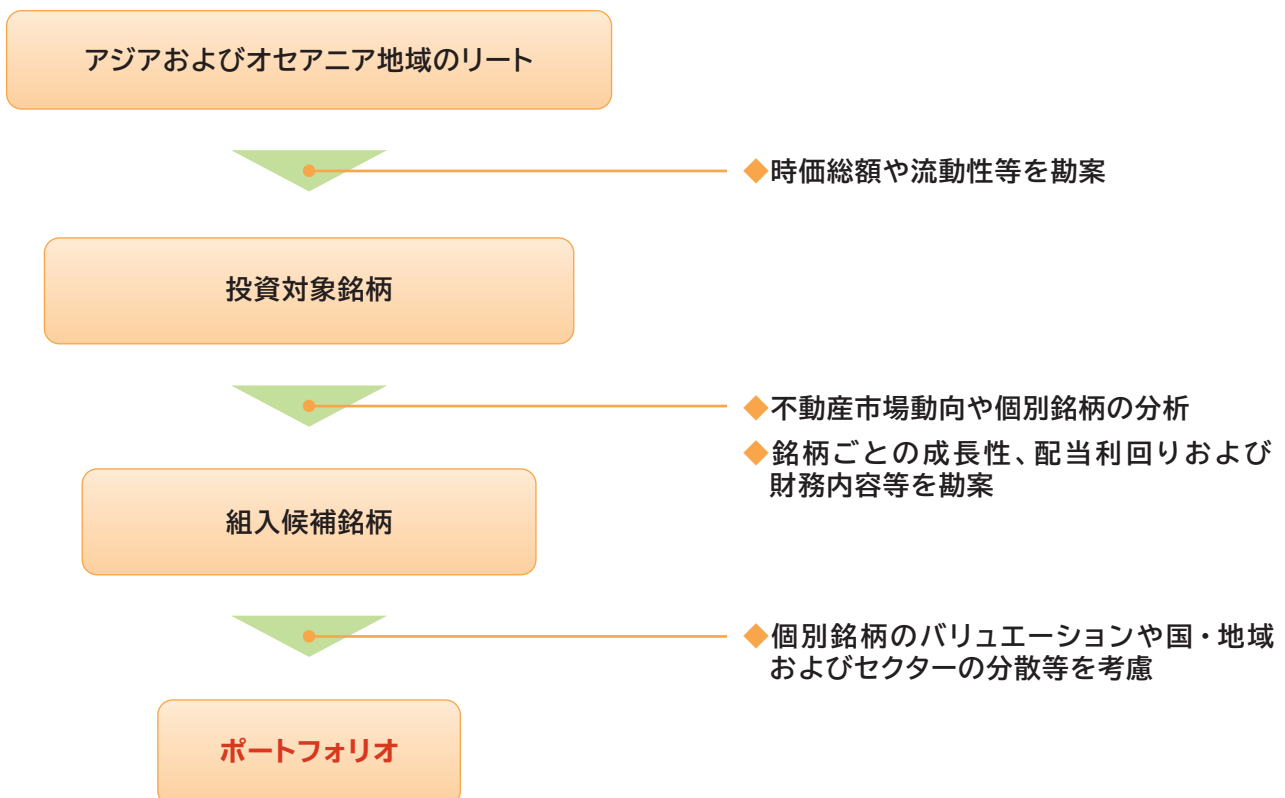 アジアおよびオセアニア地域のリート
◆時価総額や流動性等を勘案
投資対象銘柄
◆不動産市場動向や個別銘柄の分析
◆銘柄ごとの成長性、配当利回りおよび
財務内容等を勘案
組入候補銘柄
◆個別銘柄のバリュエーションや国・地域
およびセクターの分散等を考慮
ポートフォリオ